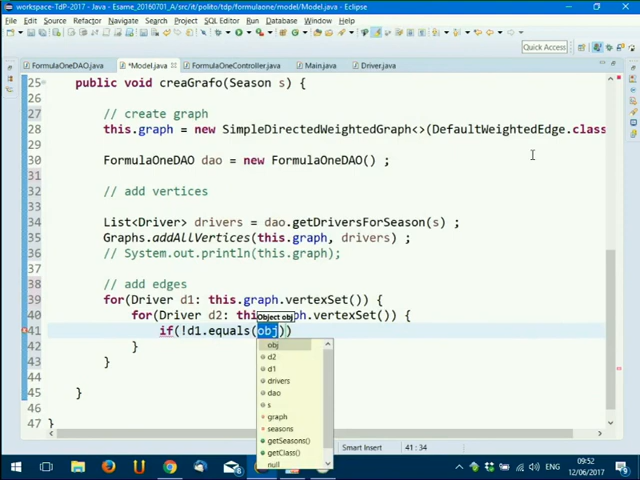 workspace-TdP-2017 - Java - Esame_20160701_A/src/it/polito/tdp/formulaone/model/Model.java - Eclipse
File Edit Source Refactor Navigate Search Project SQL Editor Run Database Window Help
Quick Access
FormulaOneDAO.java *Model.java FormulaOneController.java Main.java Driver.java
25 public void creaGrafo(Season s) {
26
27 // create graph
28 this.graph = new SimpleDirectedWeightedGraph<>(DefaultWeightedEdge.class
29
30 FormulaOneDAO dao = new FormulaOneDAO() ;
31
32 // add vertices
33
34 List<Driver> drivers = dao.getDriversForSeason(s) ;
35 Graphs.addAllVertices(this.graph, drivers) ;
36 // System.out.println(this.graph);
37
38 // add edges
39 for(Driver d1: this.graph.vertexSet()) {
40 for(Driver d2: this.graph.vertexSet()) {
Object obj
41 if(!d1.equals(obj))
42 }
43 }
44
45 }
46
47 }
obj
d2
d1
drivers
dao
s
graph
seasons
getSeasons()
getClass()
null
Smart Insert 41 : 34
09:52
12/06/2017